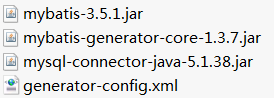 mybatis-3.5.1.jar
mybatis-generator-core-1.3.7.jar
mysql-connector-java-5.1.38.jar
generator-config.xml